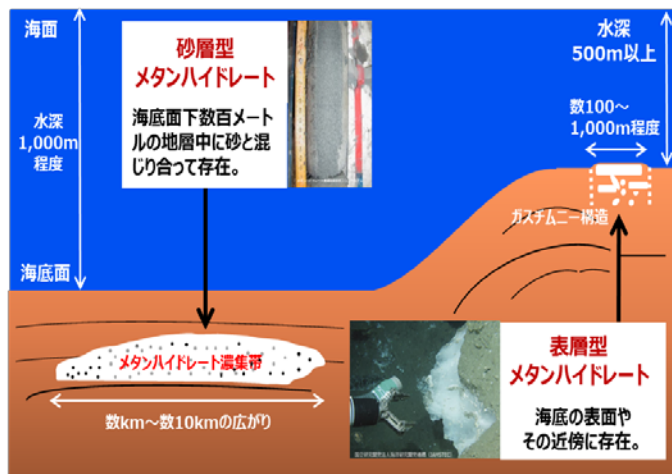 海面
水深
1,000m
程度
海底面
砂層型
メタンハイドレート
海底面下数百メート
ルの地層中に砂と混
じり合って存在。
水深
500m以上
数100～
1,000m程度
ガスチムニー構造
メタンハイドレート濃集帯
数km～数10kmの広がり
表層型
メタンハイドレート
海底の表面や
その近傍に存在。